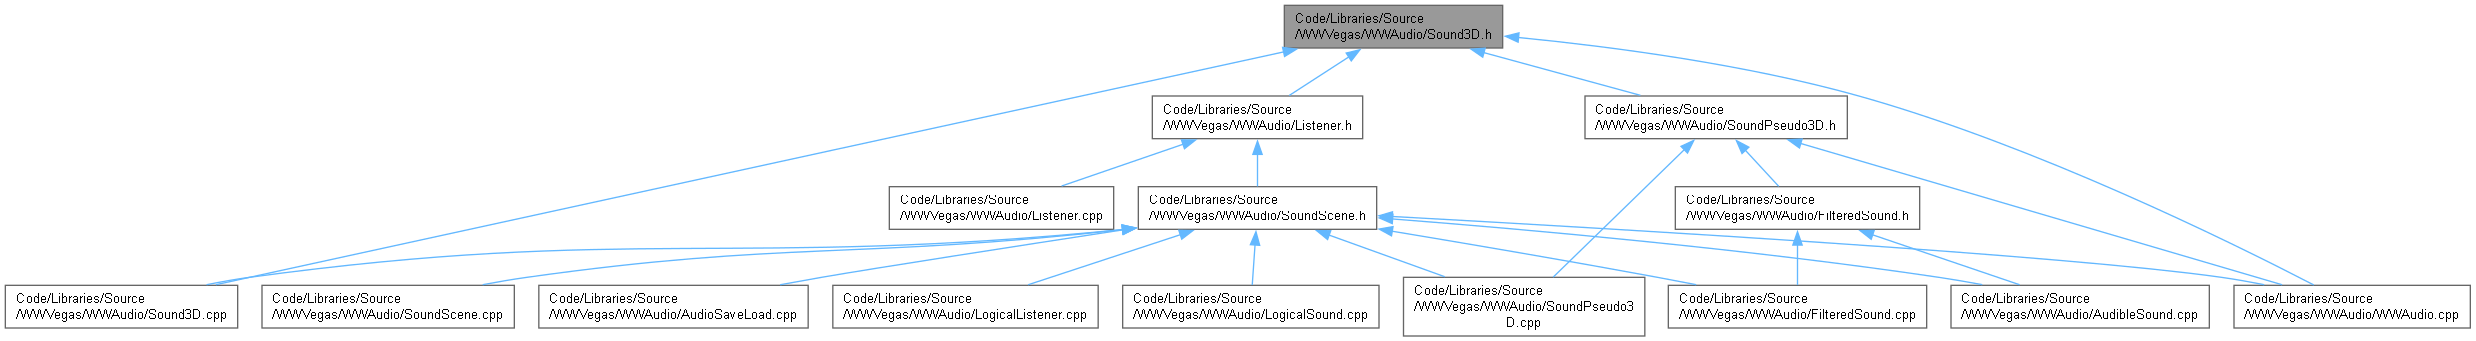 Code/Libraries/Source
/WWVegas/WWAudio/Sound3D.h
Code/Libraries/Source
/WWVegas/WWAudio/Listener.h
Code/Libraries/Source
/WWVegas/WWAudio/SoundPseudo3D.h
Code/Libraries/Source
/WWVegas/WWAudio/Listener.cpp
Code/Libraries/Source
/WWVegas/WWAudio/SoundScene.h
Code/Libraries/Source
/WWVegas/WWAudio/FilteredSound.h
Code/Libraries/Source
/WWVegas/WWAudio/Sound3D.cpp
Code/Libraries/Source
/WWVegas/WWAudio/SoundScene.cpp
Code/Libraries/Source
/WWVegas/WWAudio/AudioSaveLoad.cpp
Code/Libraries/Source
/WWVegas/WWAudio/LogicalListener.cpp
Code/Libraries/Source
/WWVegas/WWAudio/LogicalSound.cpp
Code/Libraries/Source
/WWVegas/WWAudio/SoundPseudo3
D.cpp
Code/Libraries/Source
/WWVegas/WWAudio/FilteredSound.cpp
Code/Libraries/Source
/WWVegas/WWAudio/AudibleSound.cpp
Code/Libraries/Source
/WWVegas/WWAudio/WWAudio.cpp